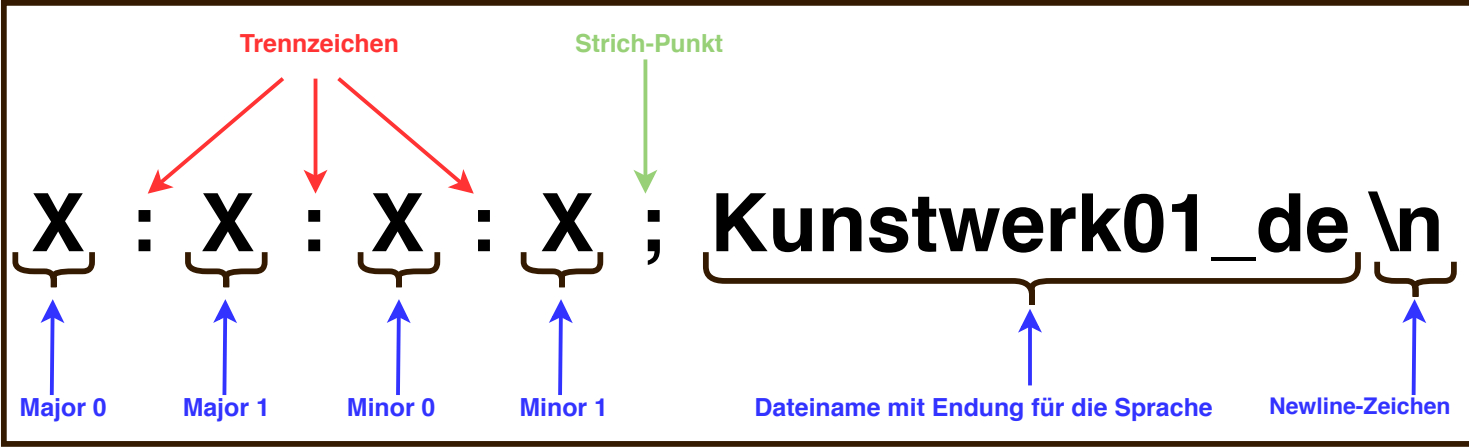 Trennzeichen Strich-Punkt
X : X : X : X ; Kunstwerk01_de \n
Major 0 Major 1 Minor 0 Minor 1 Dateiname mit Endung für die Sprache Newline-Zeichen